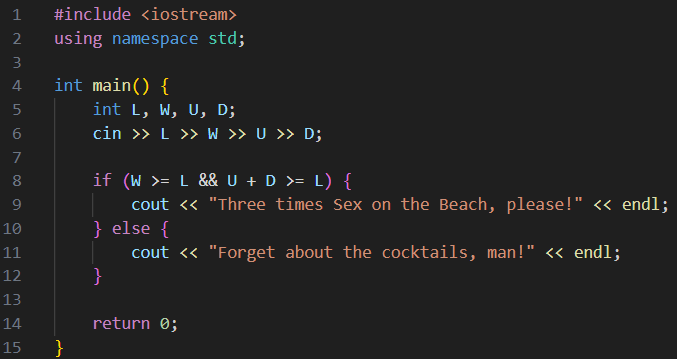 1 #include <iostream>
2 using namespace std;
3
4 int main() {
5 int L, W, U, D;
6 cin >> L >> W >> U >> D;
7
8 if (W >= L && U + D >= L) {
9 cout << "Three times Sex on the Beach, please!" << endl;
10 } else {
11 cout << "Forget about the cocktails, man!" << endl;
12 }
13
14 return 0;
15 }